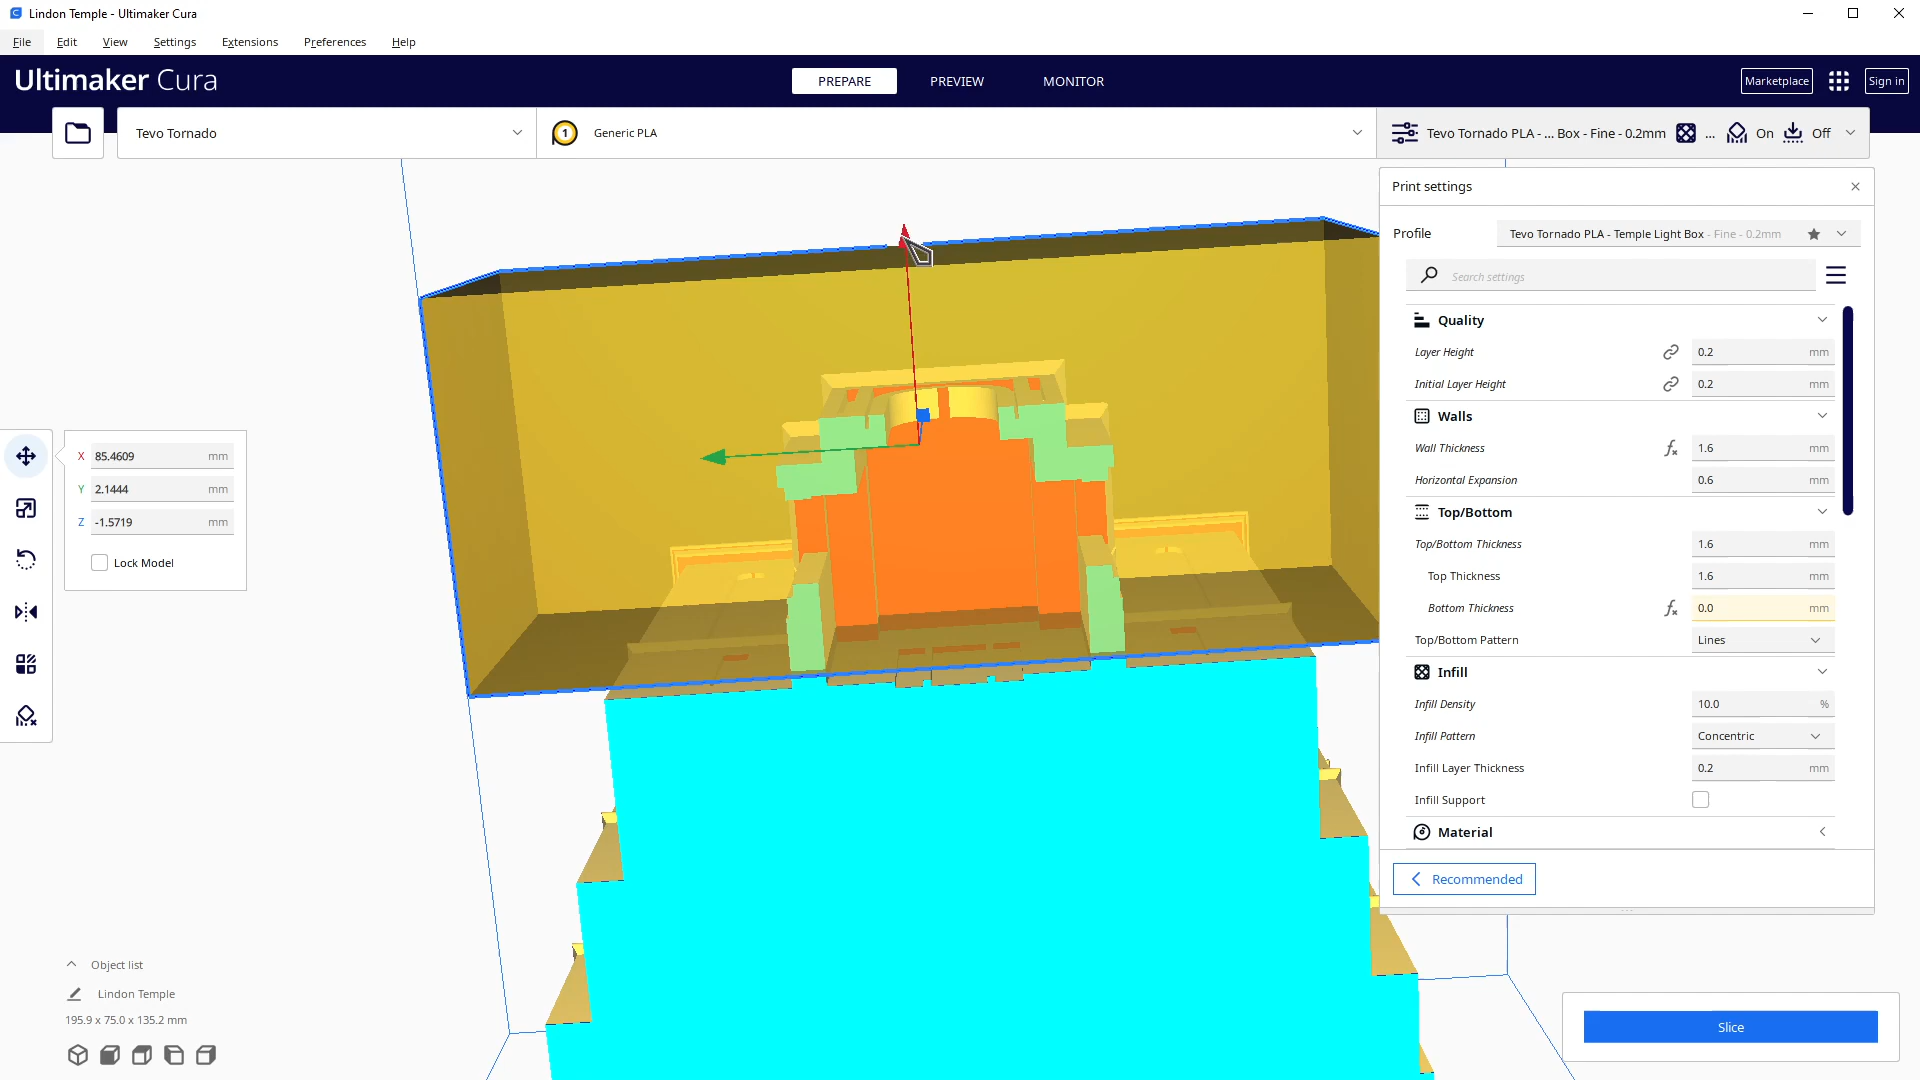 Lindon Temple - Ultimaker Cura
File Edit View Settings Extensions Preferences Help
Ultimaker Cura
PREPARE PREVIEW MONITOR
Marketplace
Sign in
Tevo Tornado
1 Generic PLA
Tevo Tornado PLA - ... Box - Fine - 0.2mm ... On Off
Print settings
Profile Tevo Tornado PLA - Temple Light Box - Fine - 0.2mm
Search settings
Quality
Layer Height 0.2 mm
Initial Layer Height 0.2 mm
Walls
Wall Thickness 1.6 mm
Horizontal Expansion 0.6 mm
Top/Bottom
Top/Bottom Thickness 1.6 mm
Top Thickness 1.6 mm
Bottom Thickness 0.0 mm
Top/Bottom Pattern Lines
Infill
Infill Density 10.0 %
Infill Pattern Concentric
Infill Layer Thickness 0.2 mm
Infill Support
Material
Recommended
X 85.4609 mm
Y 2.1444 mm
Z -1.5719 mm
Lock Model
Object list
Lindon Temple
195.9 x 75.0 x 135.2 mm
Slice